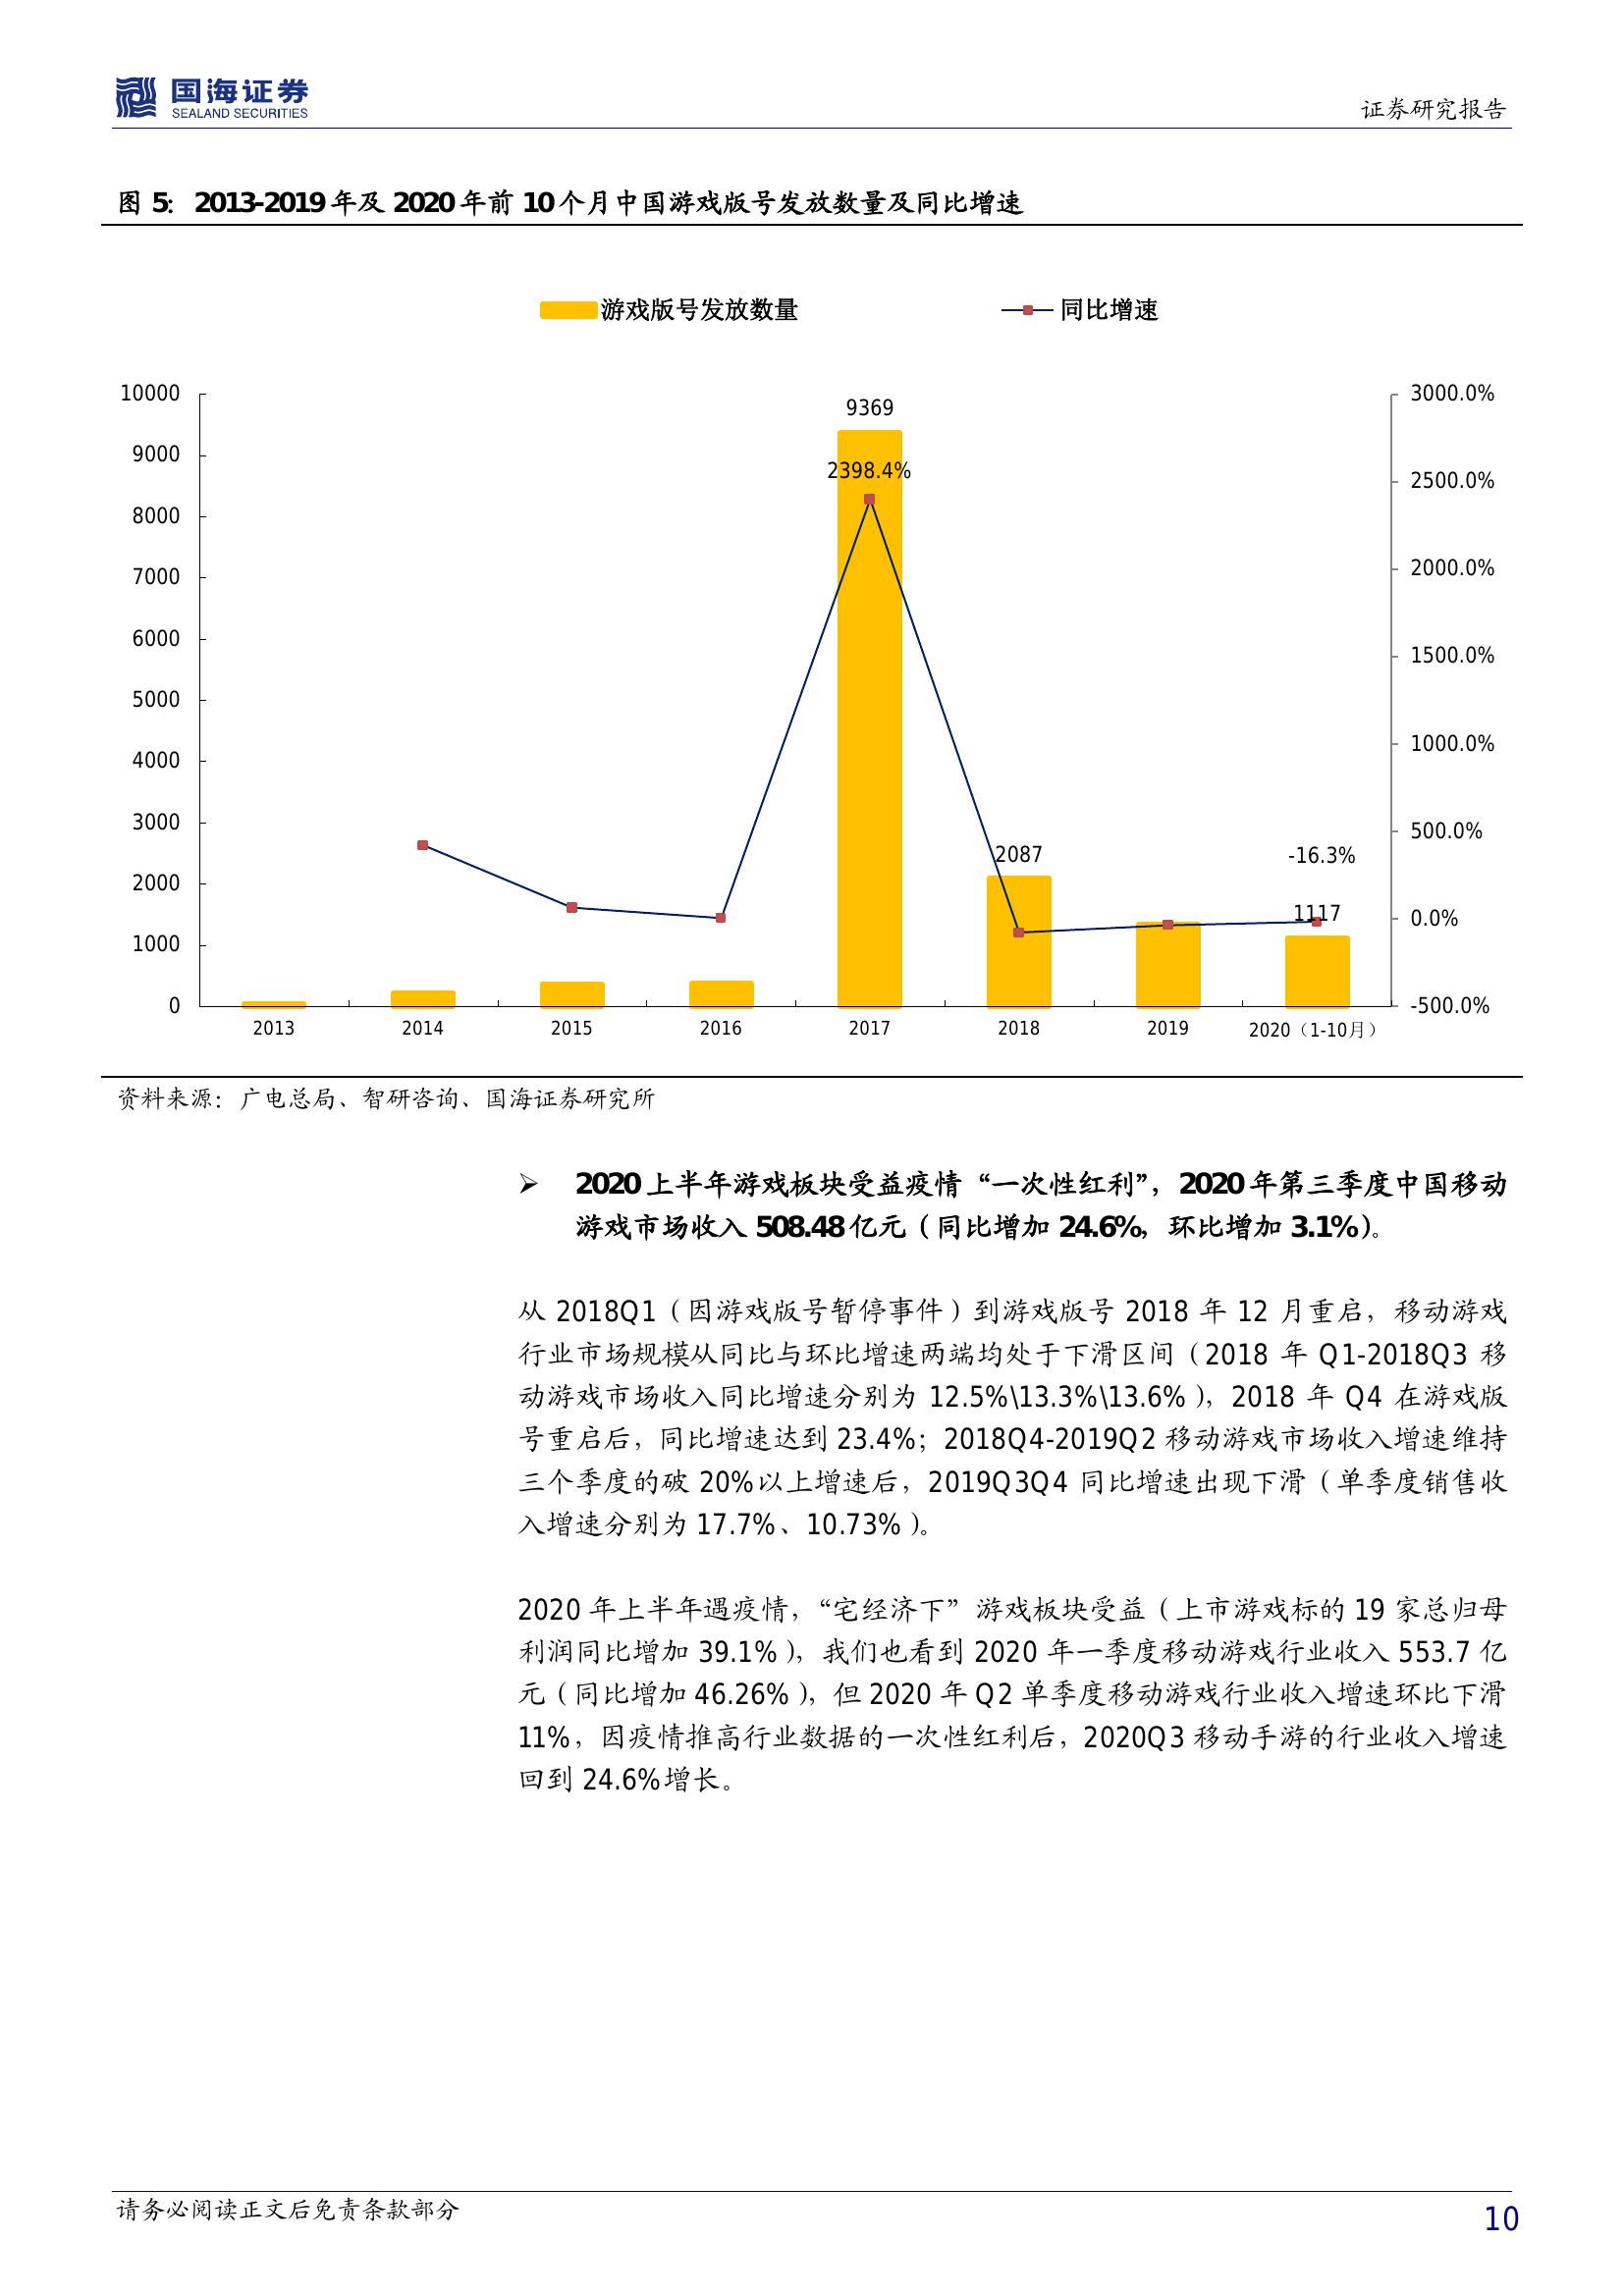 国海证券
SEALAND SECURITIES
证券研究报告
图 5：2013-2019 年及 2020 年前 10 个月中国游戏版号发放数量及同比增速
游戏版号发放数量 同比增速
10000
9000
8000
7000
6000
5000
4000
3000
2000
1000
0
3000.0%
2500.0%
2000.0%
1500.0%
1000.0%
500.0%
0.0%
-500.0%
9369
2398.4%
2087
-16.3%
1117
2013 2014 2015 2016 2017 2018 2019 2020（1-10月）
资料来源：广电总局、智研咨询、国海证券研究所
➢ 2020 上半年游戏板块受益疫情“一次性红利”，2020 年第三季度中国移动
游戏市场收入 508.48 亿元（同比增加 24.6%，环比增加 3.1%）。
从 2018Q1（因游戏版号暂停事件）到游戏版号 2018 年 12 月重启，移动游戏
行业市场规模从同比与环比增速两端均处于下滑区间（2018 年 Q1-2018Q3 移
动游戏市场收入同比增速分别为 12.5%\13.3%\13.6%），2018 年 Q4 在游戏版
号重启后，同比增速达到 23.4%；2018Q4-2019Q2 移动游戏市场收入增速维持
三个季度的破 20%以上增速后，2019Q3Q4 同比增速出现下滑（单季度销售收
入增速分别为 17.7%、10.73%）。
2020 年上半年遇疫情，“宅经济下”游戏板块受益（上市游戏标的 19 家总归母
利润同比增加 39.1%），我们也看到 2020 年一季度移动游戏行业收入 553.7 亿
元（同比增加 46.26%），但 2020 年 Q2 单季度移动游戏行业收入增速环比下滑
11%，因疫情推高行业数据的一次性红利后，2020Q3 移动手游的行业收入增速
回到 24.6%增长。
请务必阅读正文后免责条款部分
10